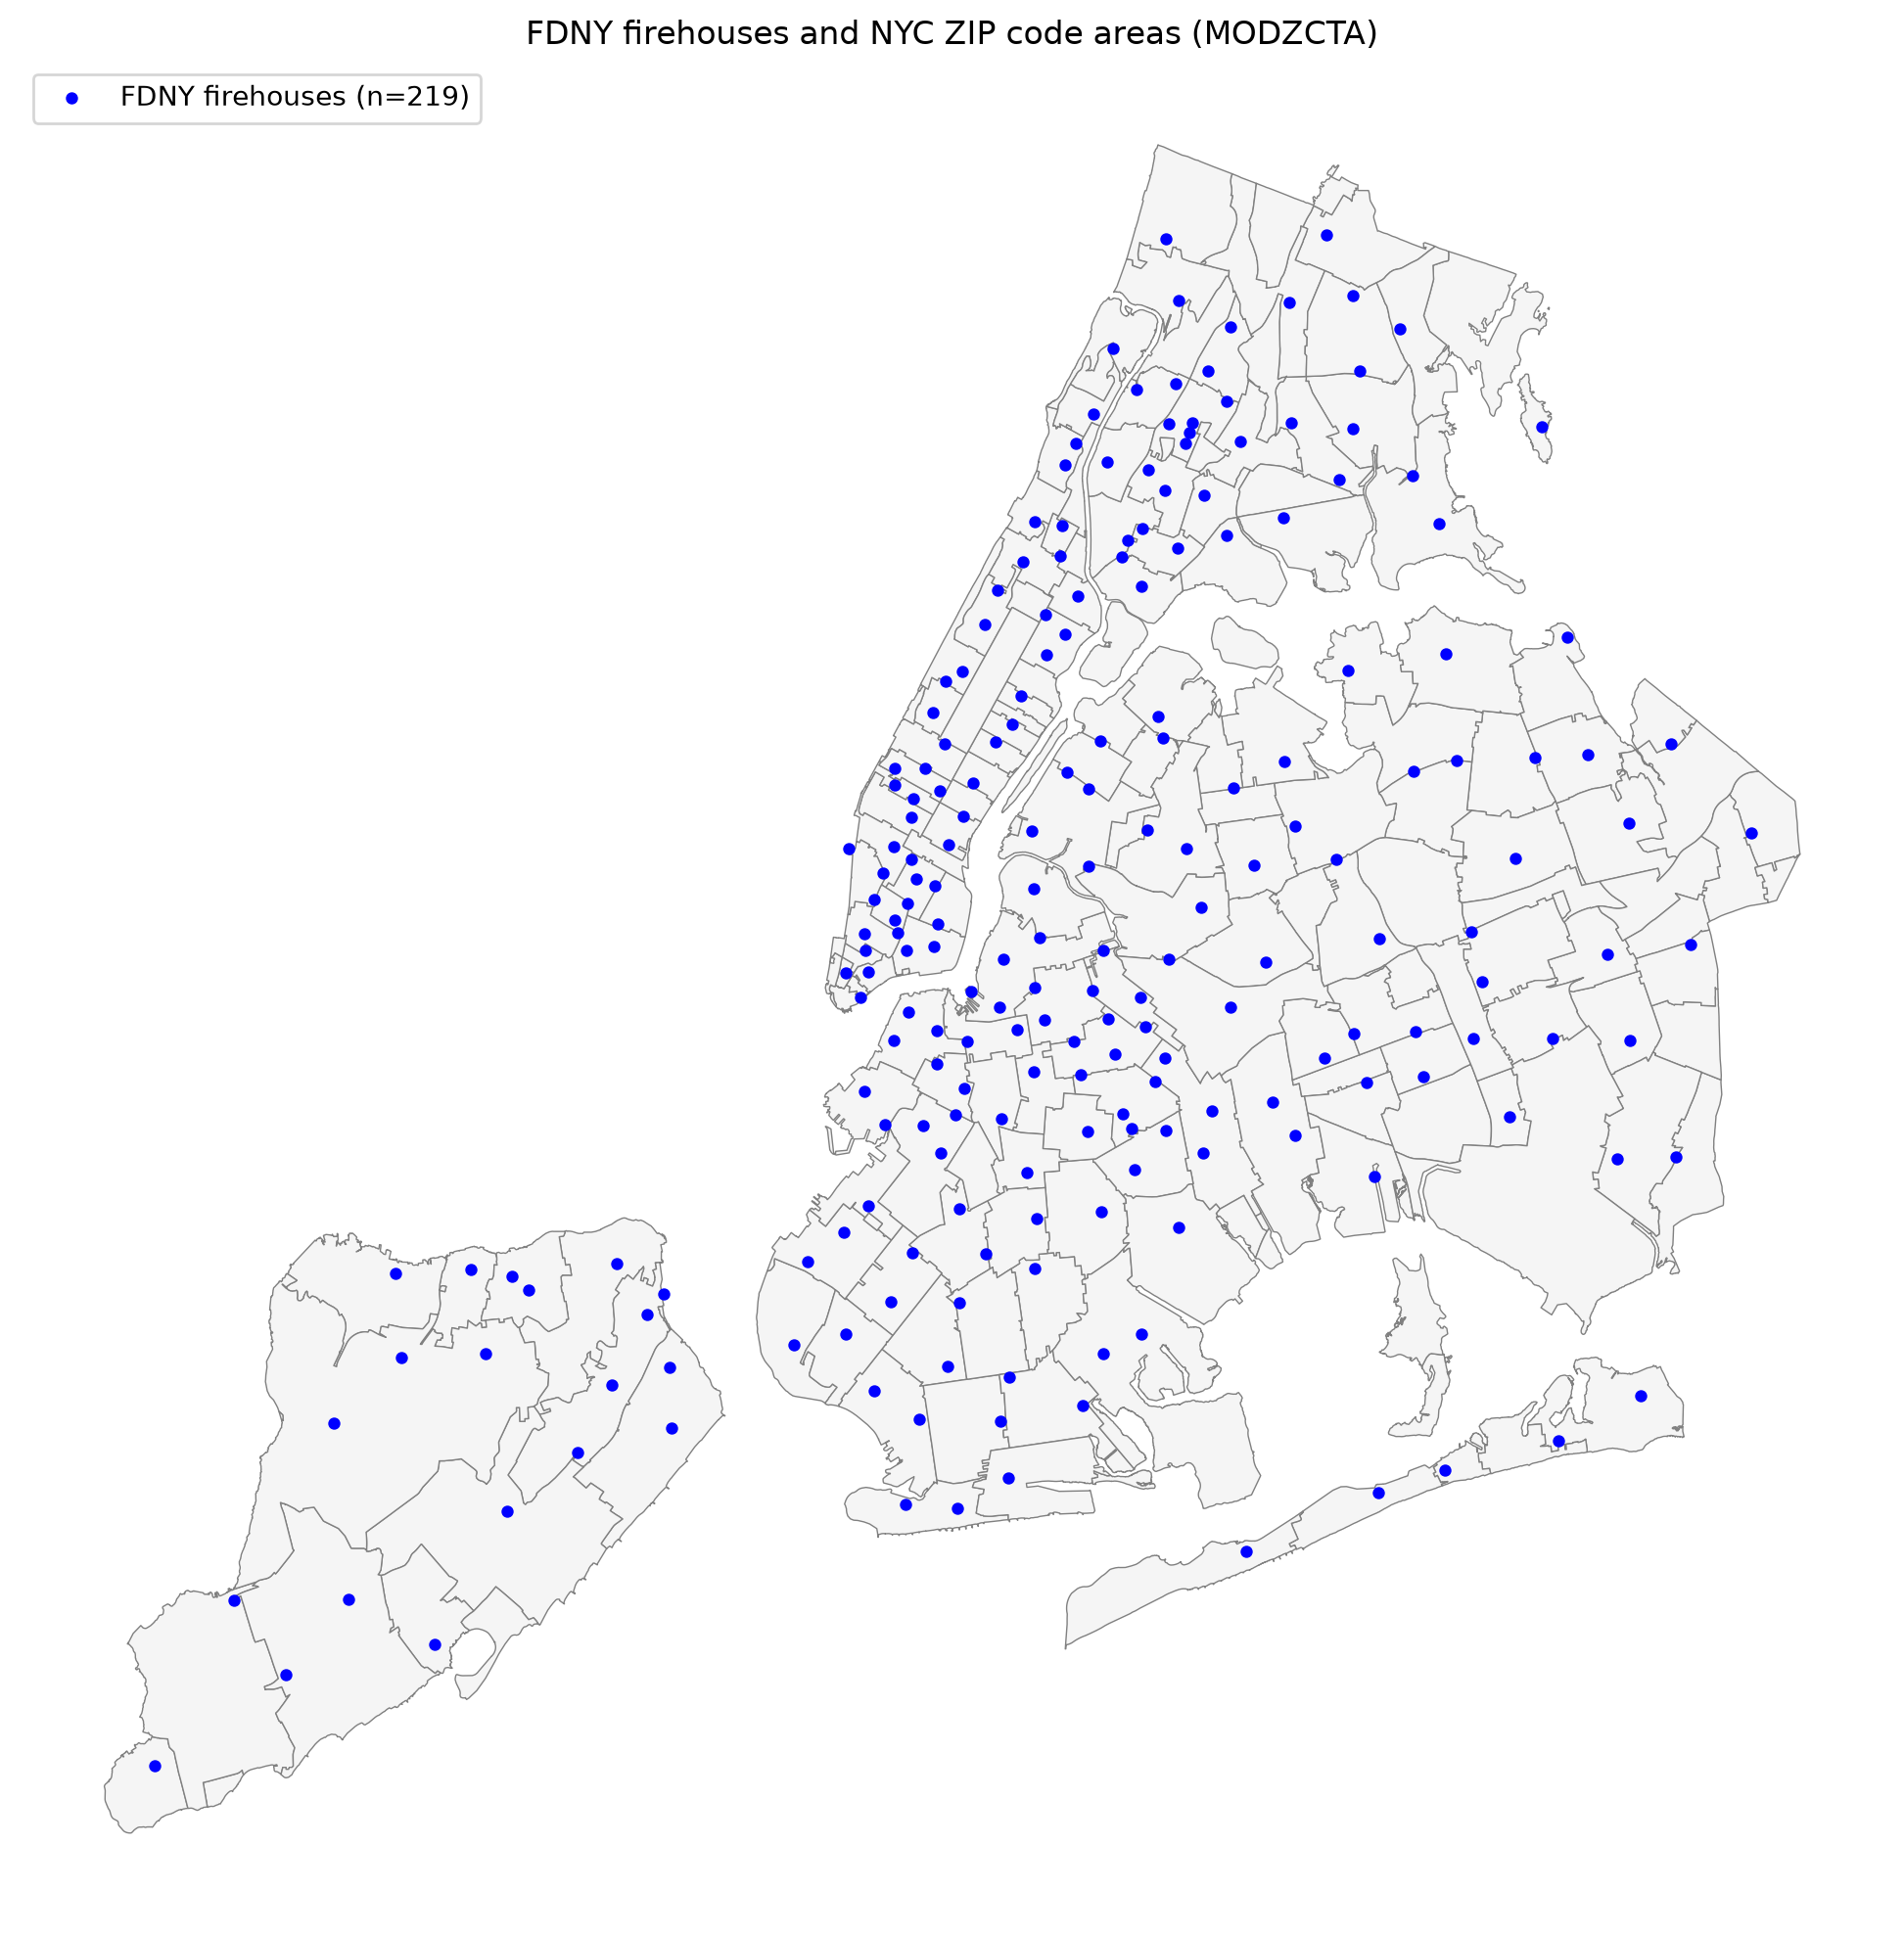 FDNY firehouses and NYC ZIP code areas (MODZCTA)
FDNY firehouses (n=219)